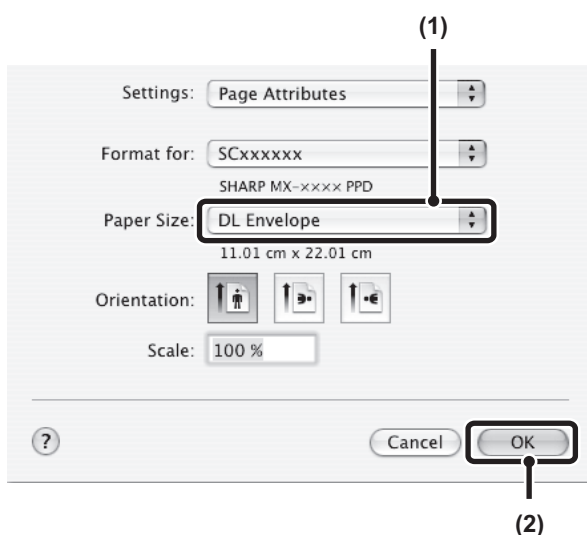 (1)
Settings: Page Attributes
Format for: SCxxxxxx
SHARP MX-×××× PPD
Paper Size: DL Envelope
11.01 cm x 22.01 cm
Orientation:
Scale: 100 %
? Cancel OK
(2)